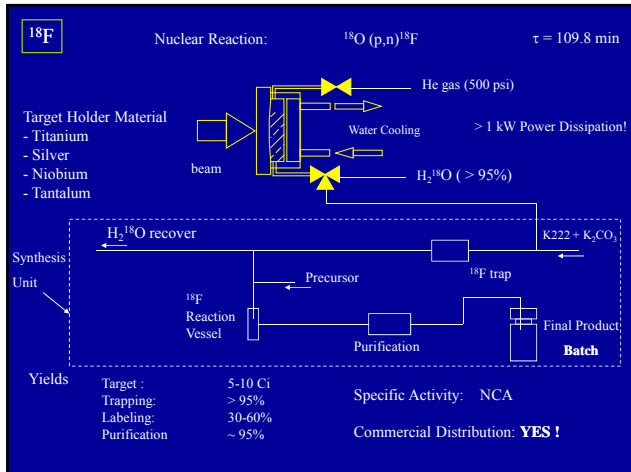 ¹⁸F
Nuclear Reaction: ¹⁸O (p,n)¹⁸F τ = 109.8 min
He gas (500 psi)
Target Holder Material
- Titanium
- Silver
- Niobium
- Tantalum
beam
Water Cooling
> 1 kW Power Dissipation!
H₂¹⁸O ( > 95%)
H₂¹⁸O recover
K222 + K₂CO₃
Synthesis
Unit
¹⁸F trap
Precursor
¹⁸F
Reaction
Vessel
Purification
Final Product
Batch
Yields
Target : 5-10 Ci
Trapping: > 95%
Labeling: 30-60%
Purification ~ 95%
Specific Activity: NCA
Commercial Distribution: YES !